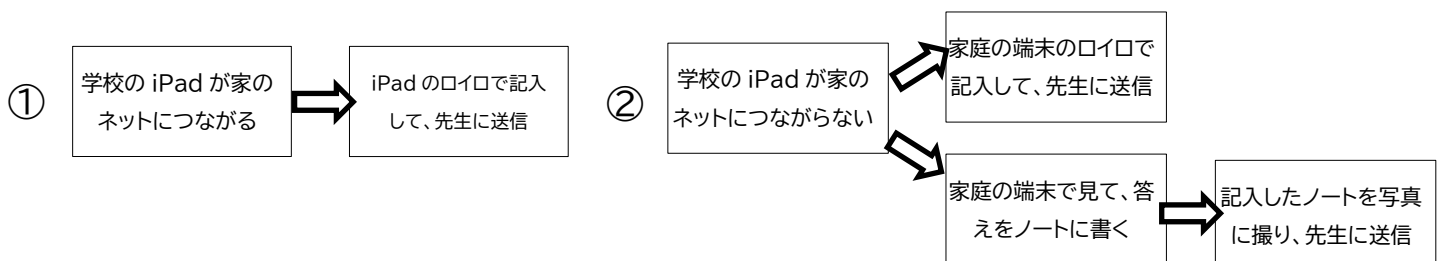 ①
学校の iPad が家の
ネットにつながる
iPad のロイロで記入
して、先生に送信
②
学校の iPad が家の
ネットにつながらない
家庭の端末のロイロで
記入して、先生に送信
家庭の端末で見て、答
えをノートに書く
記入したノートを写真
に撮り、先生に送信